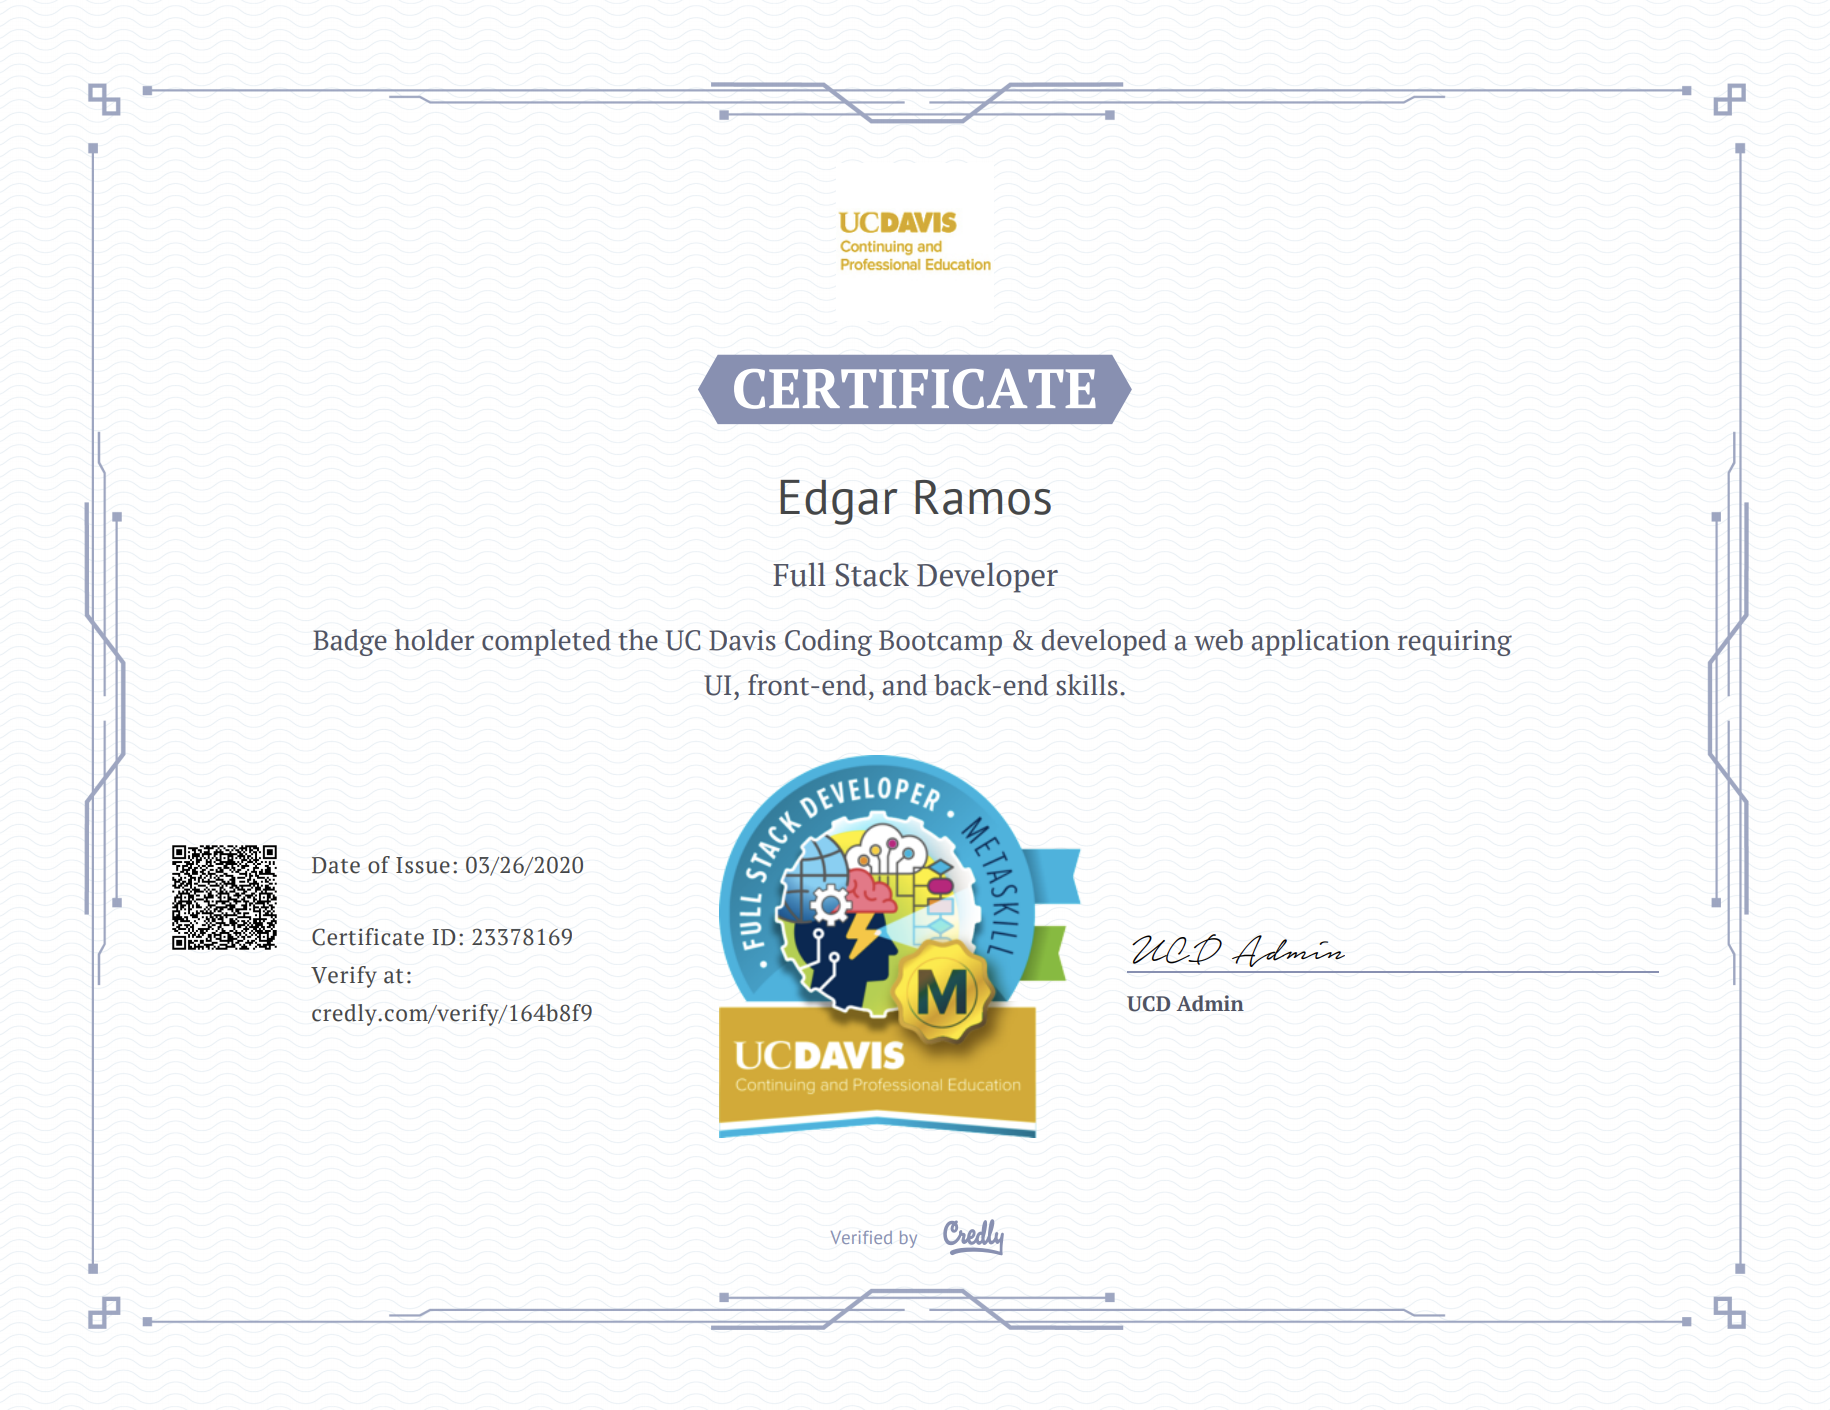 UCDAVIS
Continuing and
Professional Education
CERTIFICATE
Edgar Ramos
Full Stack Developer
Badge holder completed the UC Davis Coding Bootcamp & developed a web application requiring
UI, front-end, and back-end skills.
• FULL STACK DEVELOPER • METASKILL
M
UCDAVIS
Continuing and Professional Education
Date of Issue: 03/26/2020
Certificate ID: 23378169
Verify at:
credly.com/verify/164b8f9
UCD Admin
UCD Admin
Verified by Credly